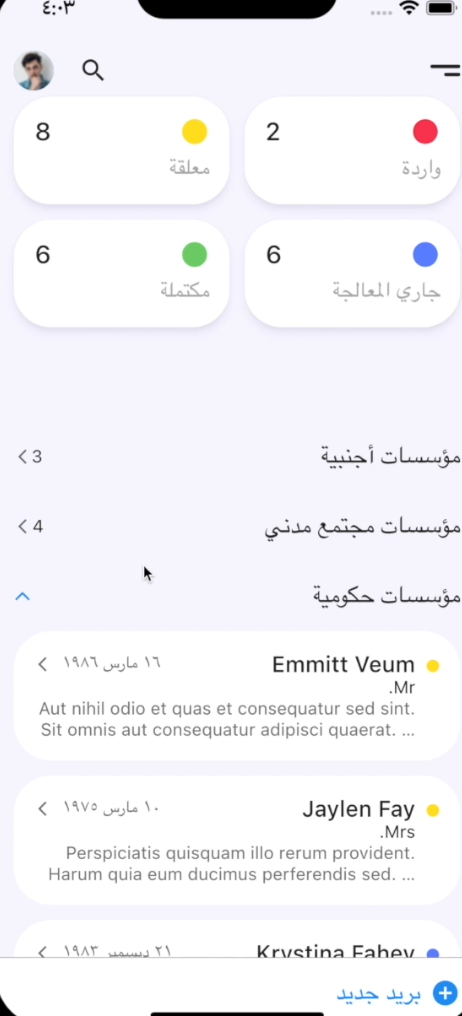 ٤:٠٣
2
واردة
8
معلقة
6
جاري المعالجة
6
مكتملة
مؤسسات أجنبية
3
مؤسسات مجتمع مدني
4
مؤسسات حكومية
Emmitt Veum
١٦ مارس ١٩٨٦
.Mr
Aut nihil odio et quas et consequatur sed sint.
Sit omnis aut consequatur adipisci quaerat. ...
Jaylen Fay
١٠ مارس ١٩٧٥
.Mrs
Perspiciatis quisquam illo rerum provident.
Harum quia eum ducimus perferendis sed. ...
Krystina Fahey
٢١ ديسمبر ١٩٨٣
بريد جديد